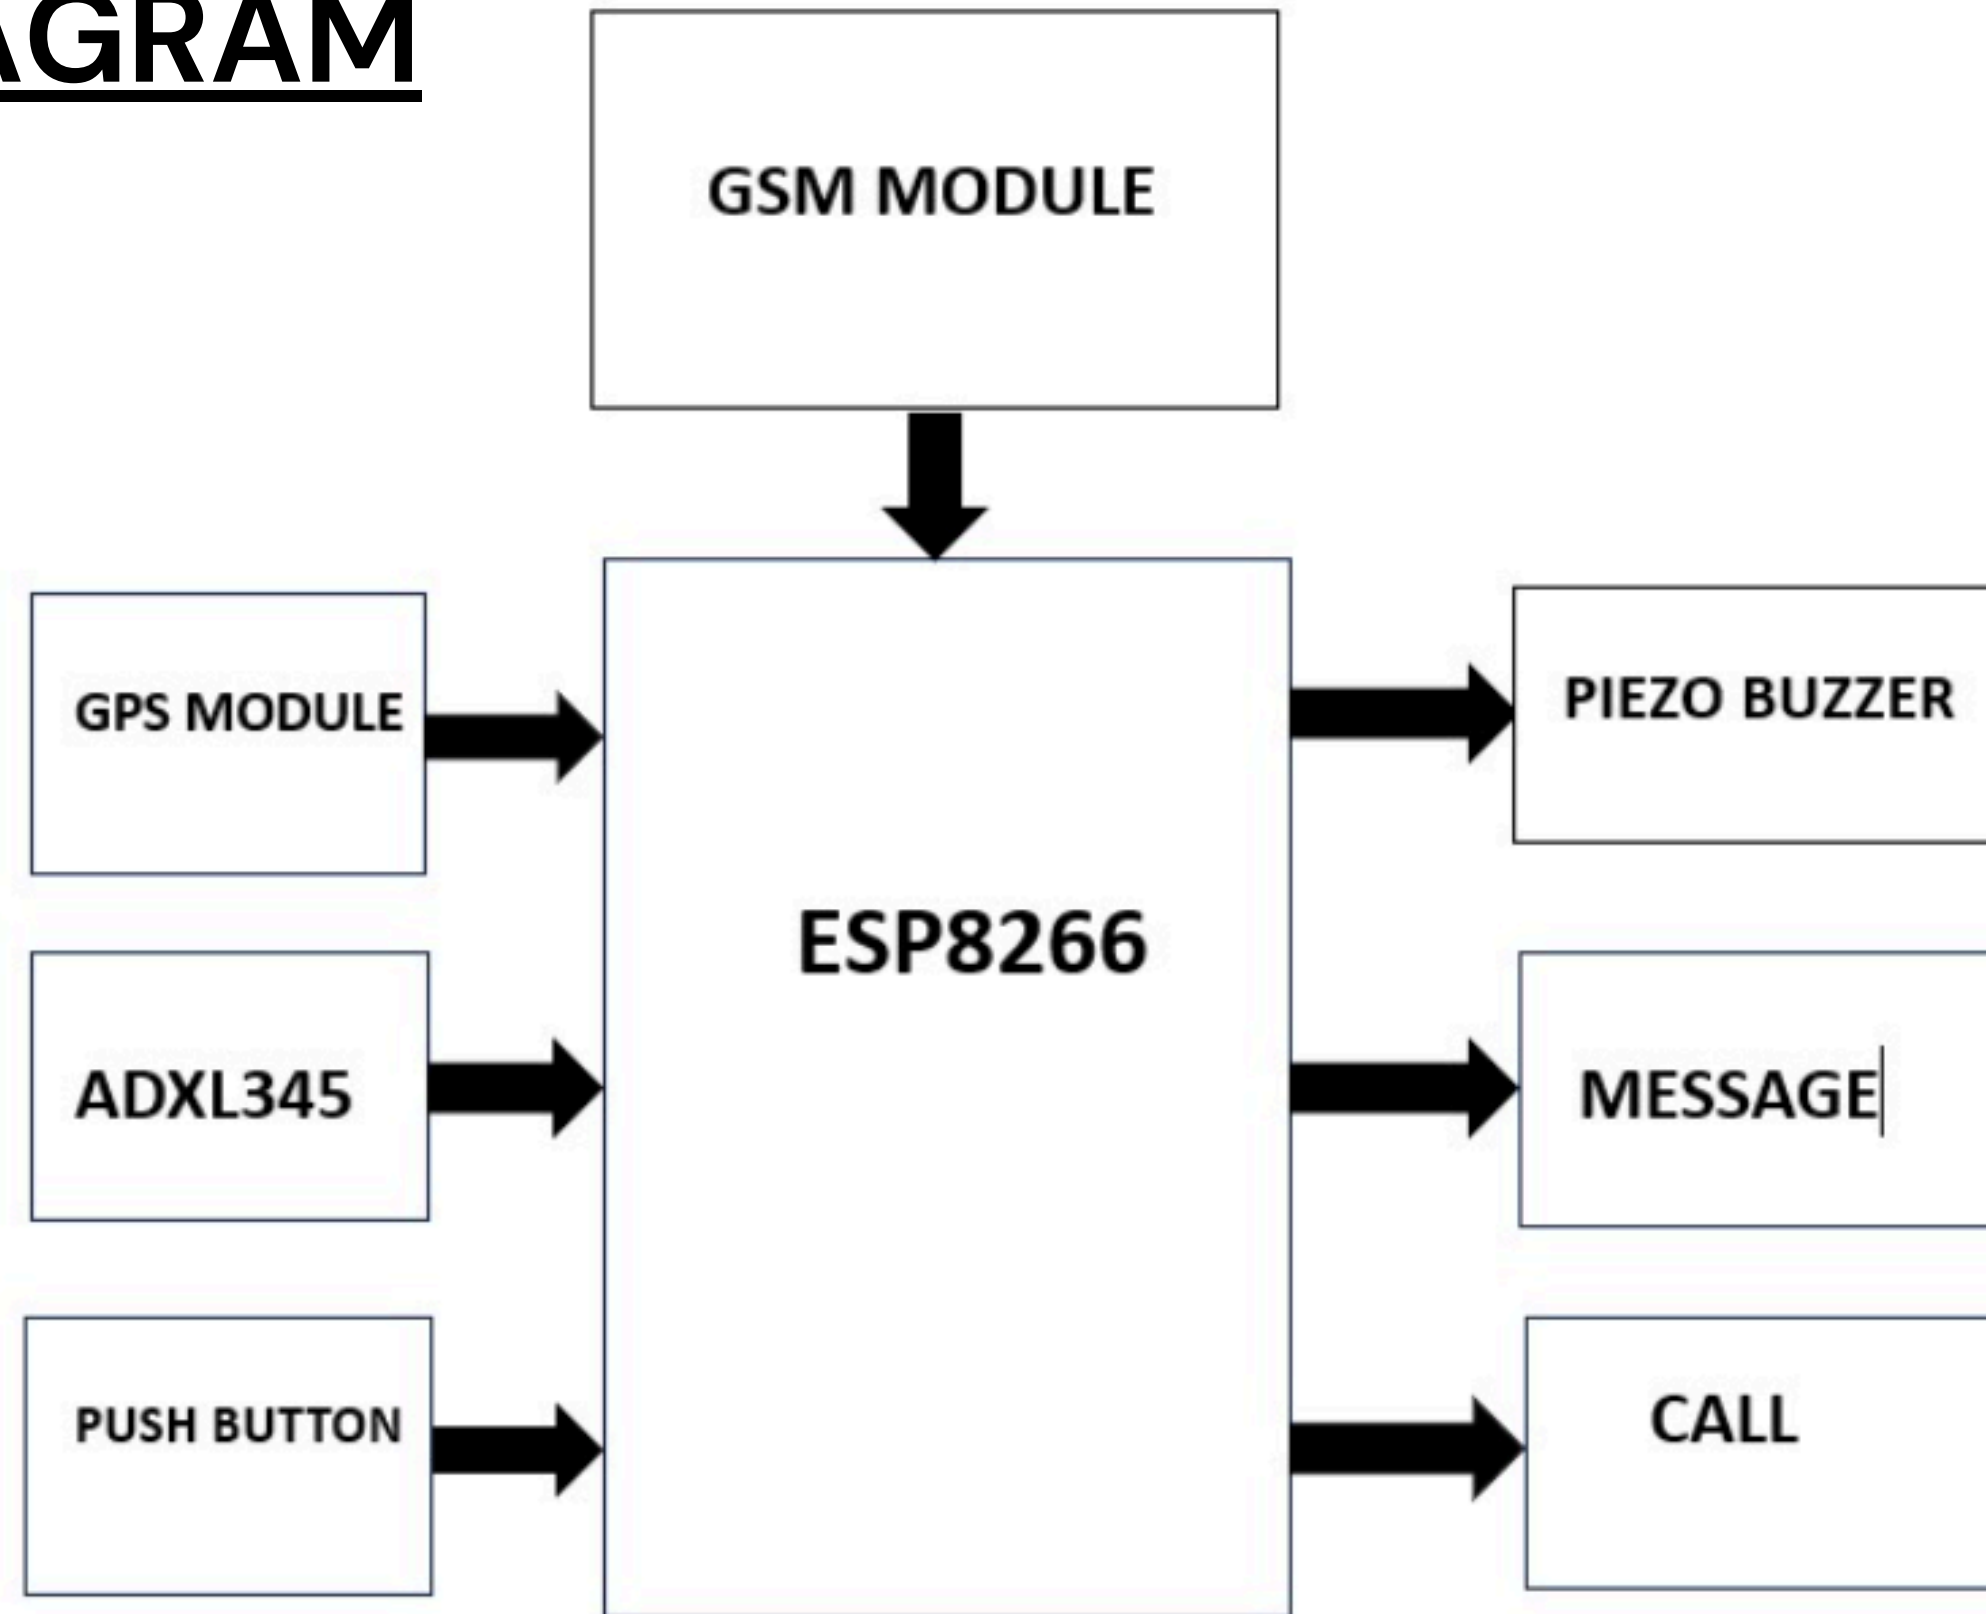 AGRAM
GSM MODULE
GPS MODULE
PIEZO BUZZER
ESP8266
ADXL345
MESSAGE
PUSH BUTTON
CALL